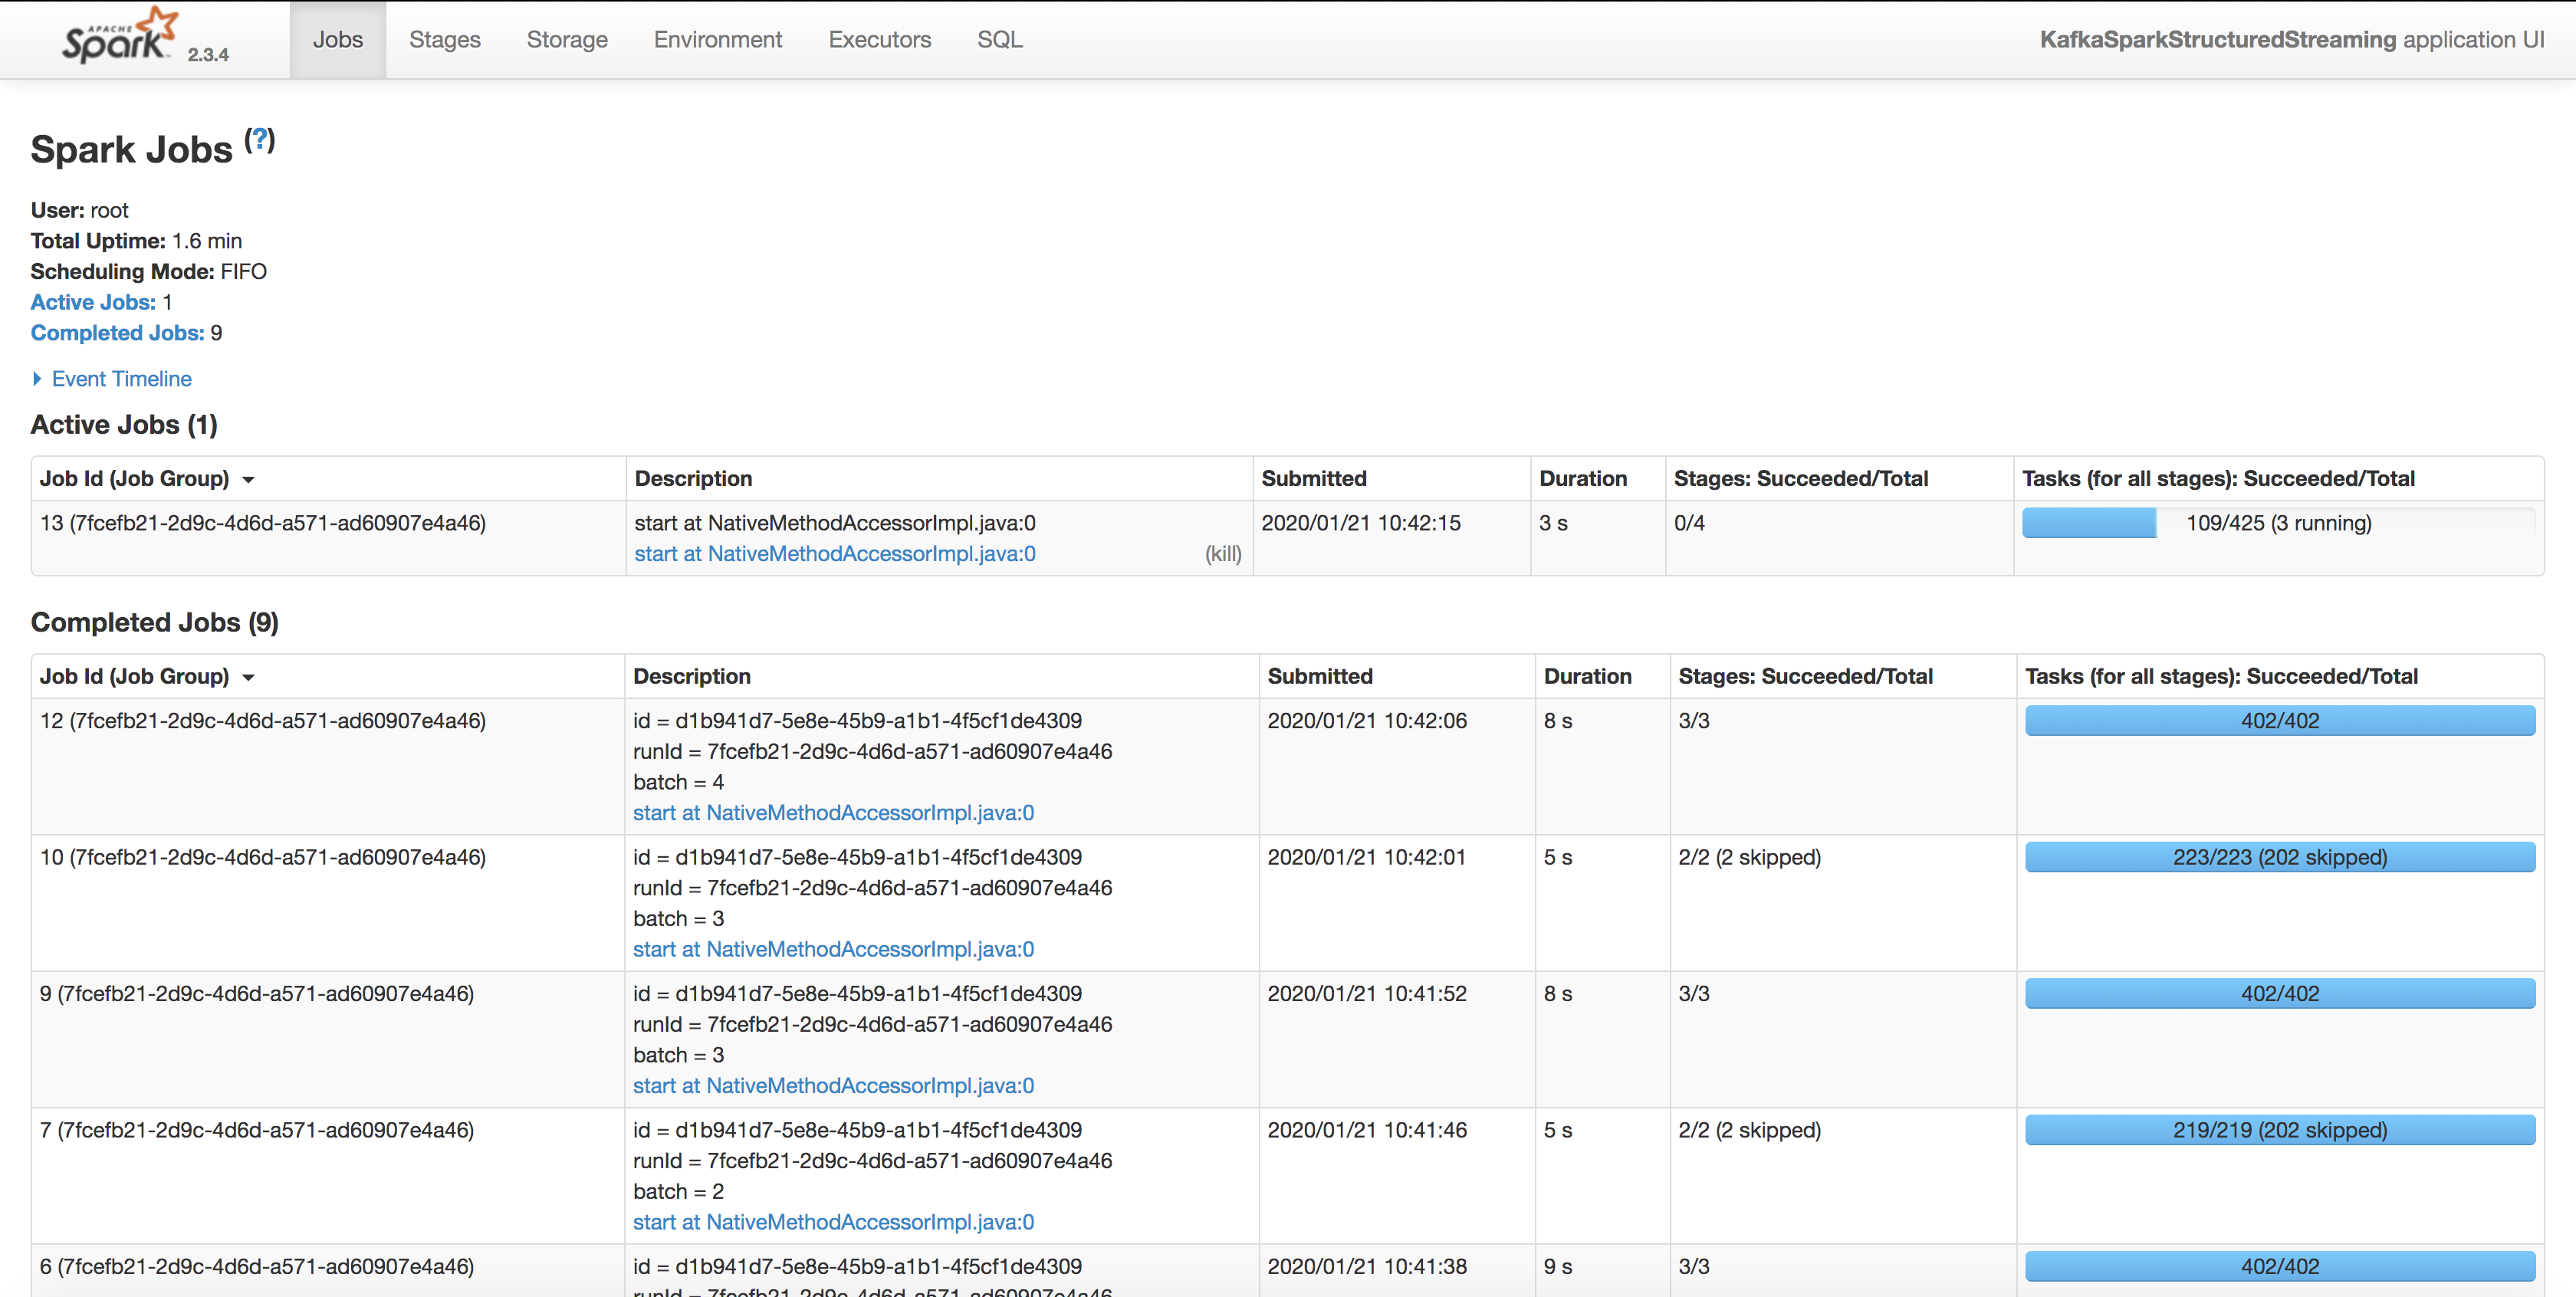 APACHE
Spark 2.3.4
Jobs Stages Storage Environment Executors SQL KafkaSparkStructuredStreaming application UI
Spark Jobs (?)
User: root
Total Uptime: 1.6 min
Scheduling Mode: FIFO
Active Jobs: 1
Completed Jobs: 9
Event Timeline
Active Jobs (1)
Job Id (Job Group) Description Submitted Duration Stages: Succeeded/Total Tasks (for all stages): Succeeded/Total
13 (7fcefb21-2d9c-4d6d-a571-ad60907e4a46) start at NativeMethodAccessorImpl.java:0 2020/01/21 10:42:15 3 s 0/4 109/425 (3 running)
start at NativeMethodAccessorImpl.java:0 (kill)
Completed Jobs (9)
Job Id (Job Group) Description Submitted Duration Stages: Succeeded/Total Tasks (for all stages): Succeeded/Total
12 (7fcefb21-2d9c-4d6d-a571-ad60907e4a46) id = d1b941d7-5e8e-45b9-a1b1-4f5cf1de4309 2020/01/21 10:42:06 8 s 3/3 402/402
runId = 7fcefb21-2d9c-4d6d-a571-ad60907e4a46
batch = 4
start at NativeMethodAccessorImpl.java:0
10 (7fcefb21-2d9c-4d6d-a571-ad60907e4a46) id = d1b941d7-5e8e-45b9-a1b1-4f5cf1de4309 2020/01/21 10:42:01 5 s 2/2 (2 skipped) 223/223 (202 skipped)
runId = 7fcefb21-2d9c-4d6d-a571-ad60907e4a46
batch = 3
start at NativeMethodAccessorImpl.java:0
9 (7fcefb21-2d9c-4d6d-a571-ad60907e4a46) id = d1b941d7-5e8e-45b9-a1b1-4f5cf1de4309 2020/01/21 10:41:52 8 s 3/3 402/402
runId = 7fcefb21-2d9c-4d6d-a571-ad60907e4a46
batch = 3
start at NativeMethodAccessorImpl.java:0
7 (7fcefb21-2d9c-4d6d-a571-ad60907e4a46) id = d1b941d7-5e8e-45b9-a1b1-4f5cf1de4309 2020/01/21 10:41:46 5 s 2/2 (2 skipped) 219/219 (202 skipped)
runId = 7fcefb21-2d9c-4d6d-a571-ad60907e4a46
batch = 2
start at NativeMethodAccessorImpl.java:0
6 (7fcefb21-2d9c-4d6d-a571-ad60907e4a46) id = d1b941d7-5e8e-45b9-a1b1-4f5cf1de4309 2020/01/21 10:41:38 9 s 3/3 402/402
runId = 7fcefb21-2d9c-4d6d-a571-ad60907e4a46